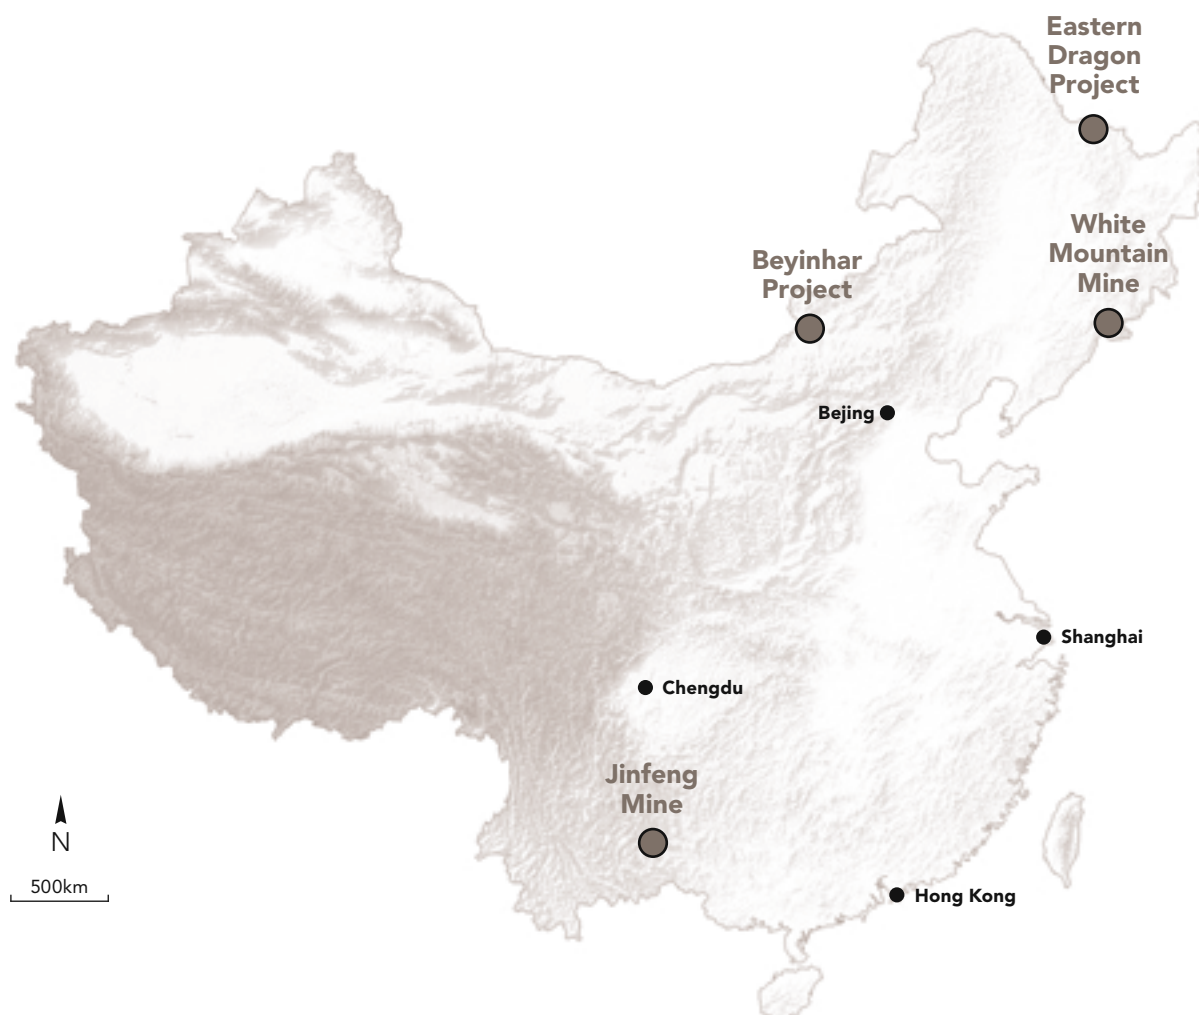 Eastern
Dragon
Project
White
Mountain
Mine
Beyinhar
Project
Bejing
Shanghai
Chengdu
Jinfeng
Mine
N
500km
Hong Kong